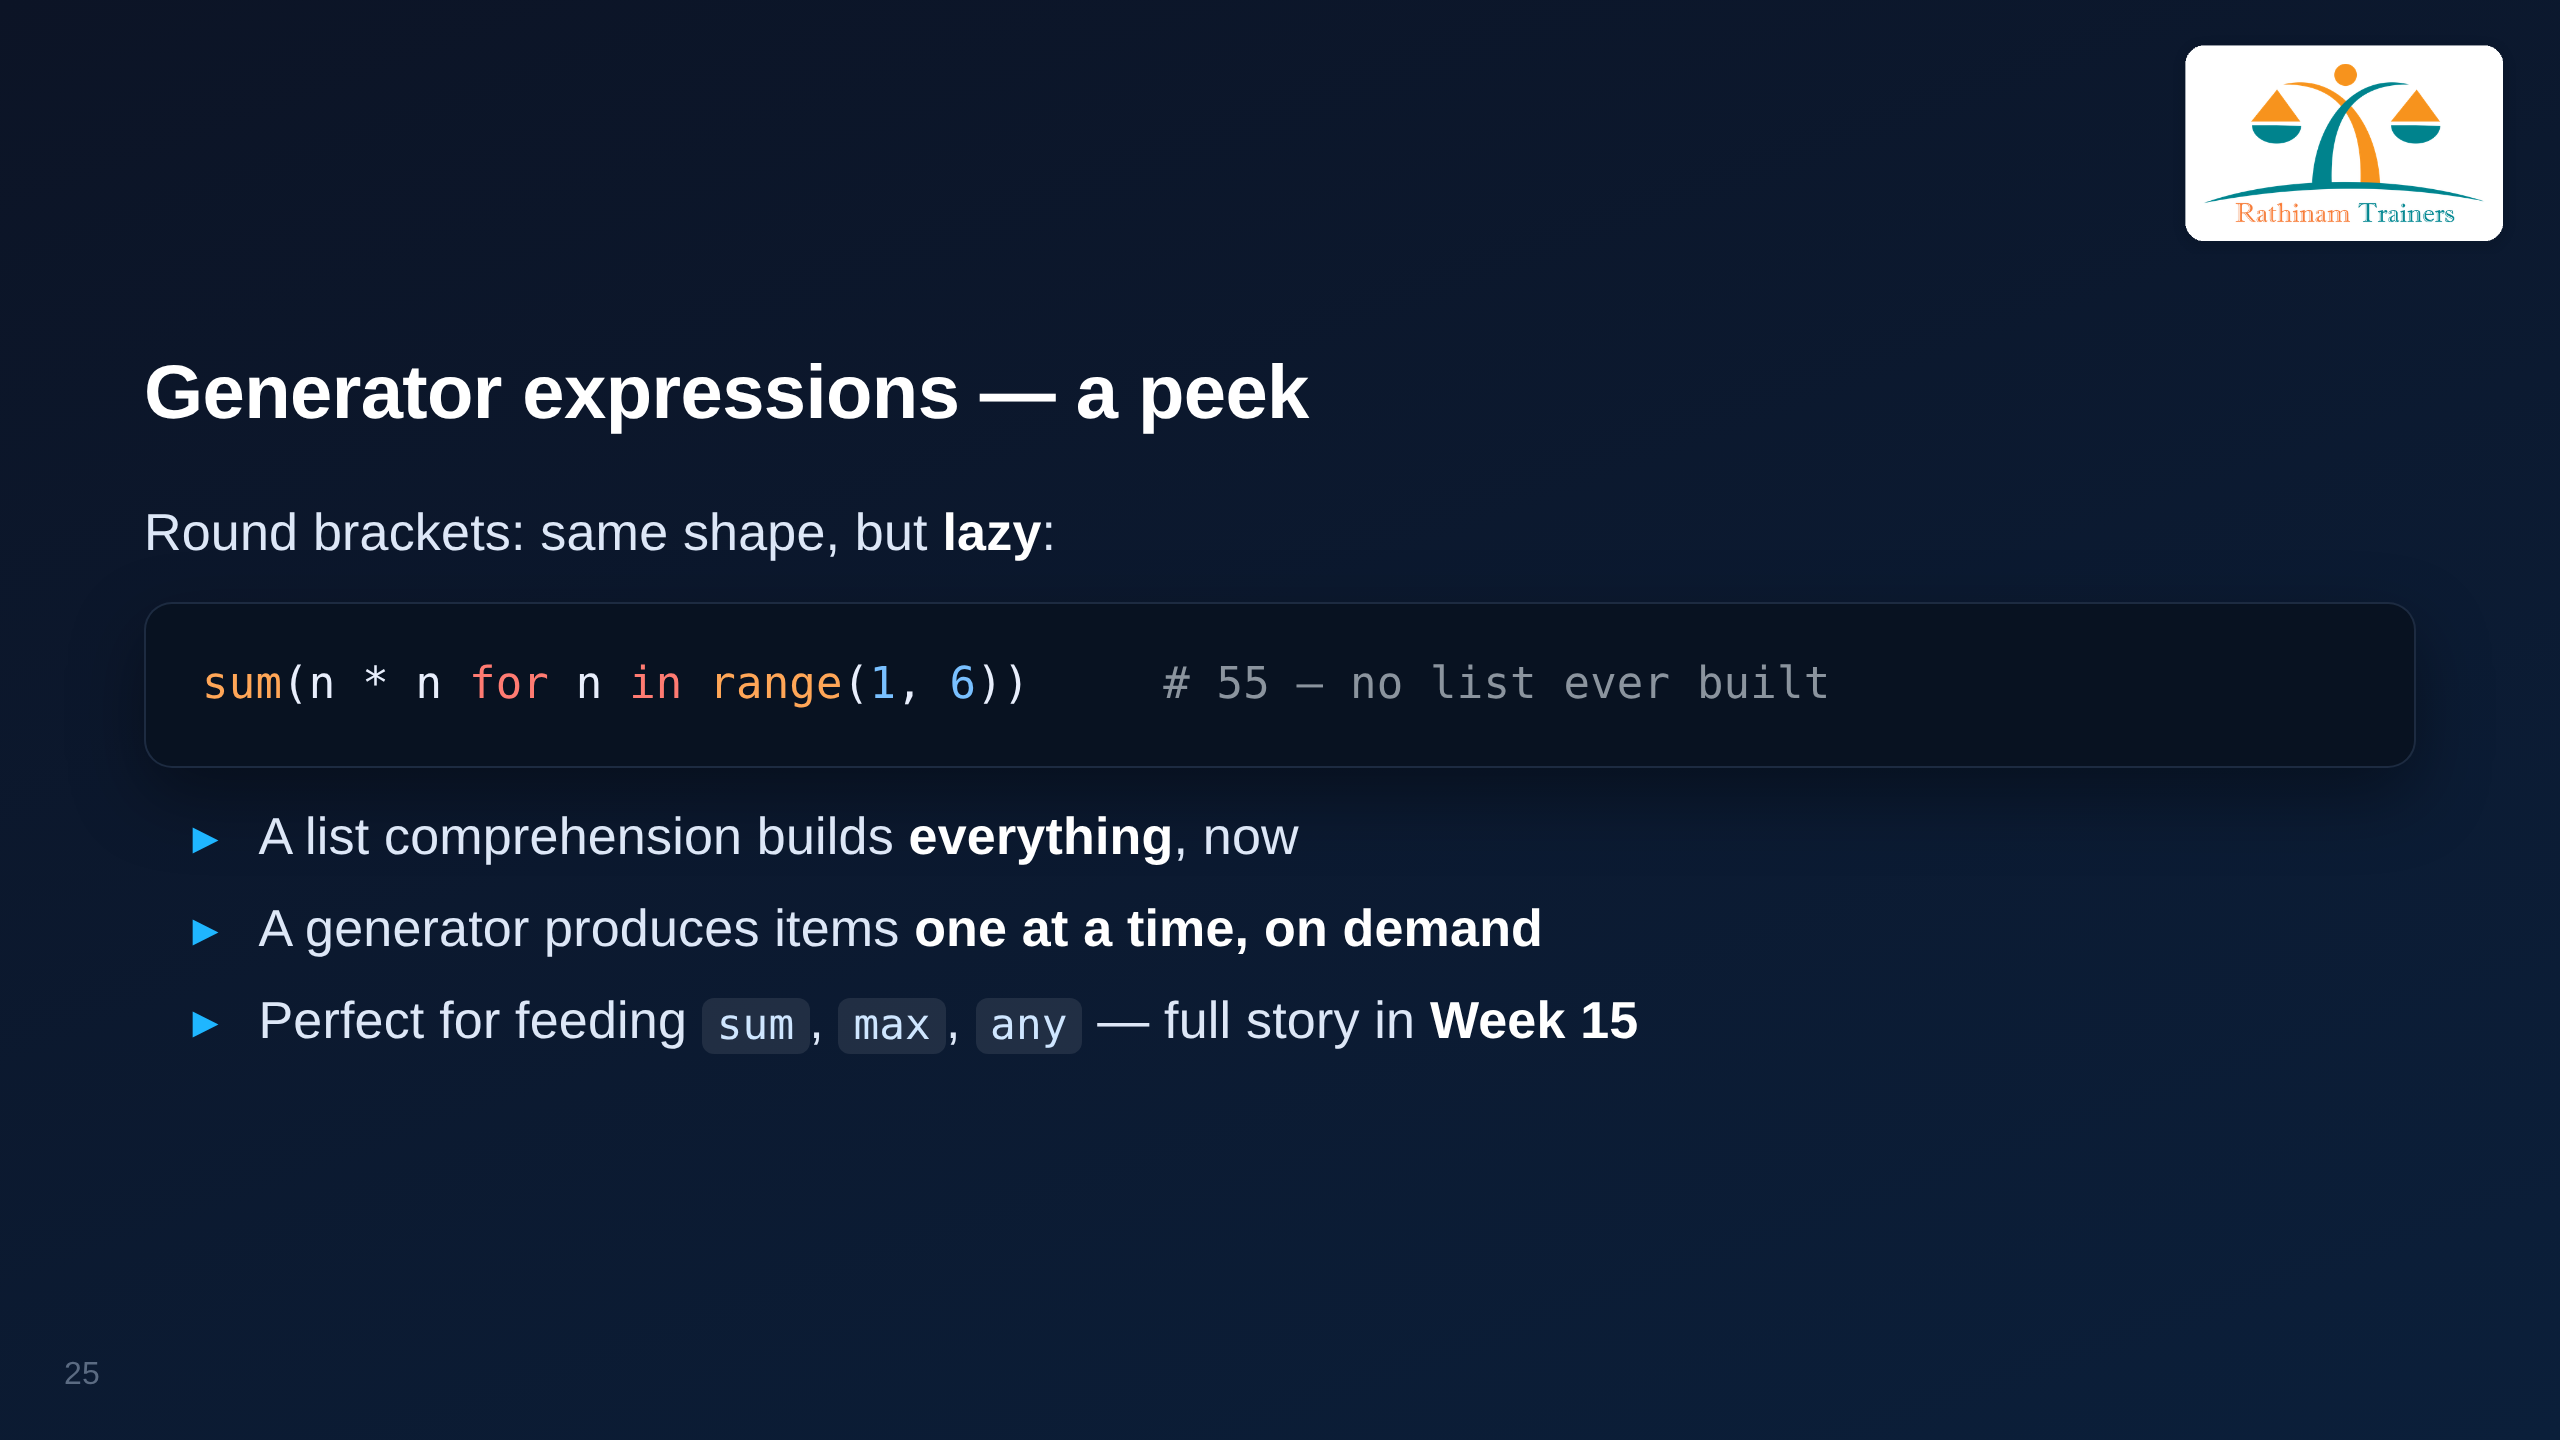 Rathinam Trainers
Generator expressions — a peek
Round brackets: same shape, but lazy:
sum(n * n for n in range(1, 6))     # 55 — no list ever built
▶ A list comprehension builds everything, now
▶ A generator produces items one at a time, on demand
▶ Perfect for feeding sum, max, any — full story in Week 15
25